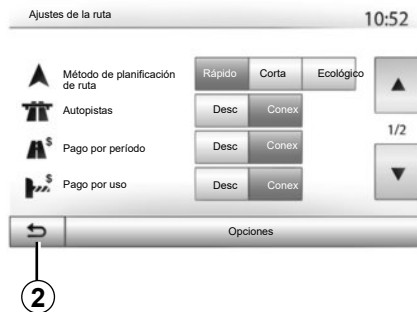 Ajustes de la ruta
10:52
Método de planificación
de ruta
Rápido
Corta
Ecológico
Autopistas
Desc
Conex
$
Pago por período
Desc
Conex
1/2
$
Pago por uso
Desc
Conex
Opciones
2